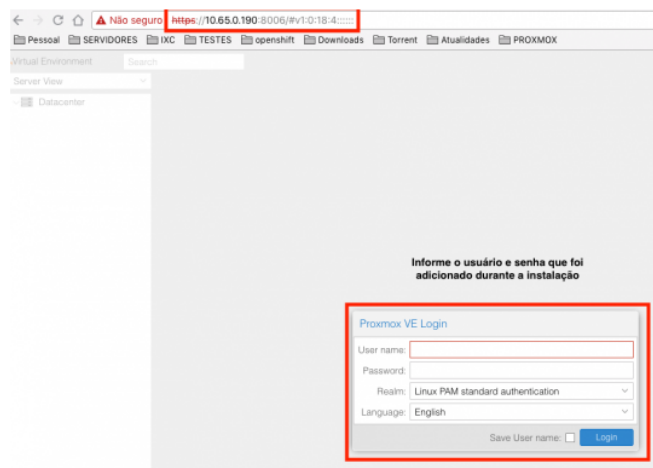 Não seguro https://10.65.0.190:8006/#v1:0:18:4::::::
Pessoal SERVIDORES IXC TESTES openshift Downloads Torrent Atualidades PROXMOX
Virtual Environment Search
Server View
Datacenter
Informe o usuário e senha que foi
adicionado durante a instalação
Proxmox VE Login
User name:
Password:
Realm: Linux PAM standard authentication
Language: English
Save User name: Login